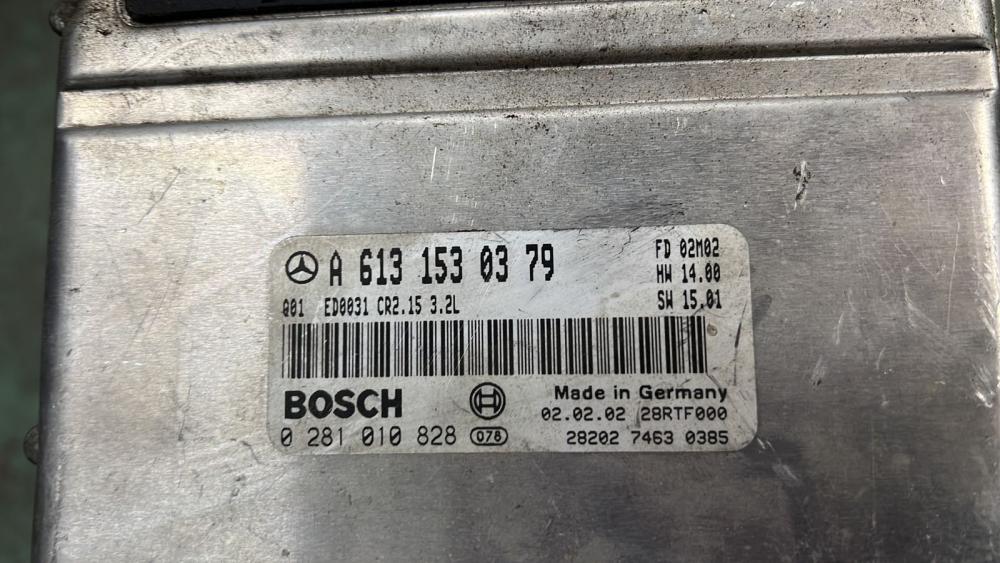 A 613 153 03 79
FD 02M02
HW 14.00
Q01 ED0031 CR2.15 3.2L
SW 15.01
BOSCH
Made in Germany
02.02.02 28RTF000
0 281 010 828 078
28202 7463 0385